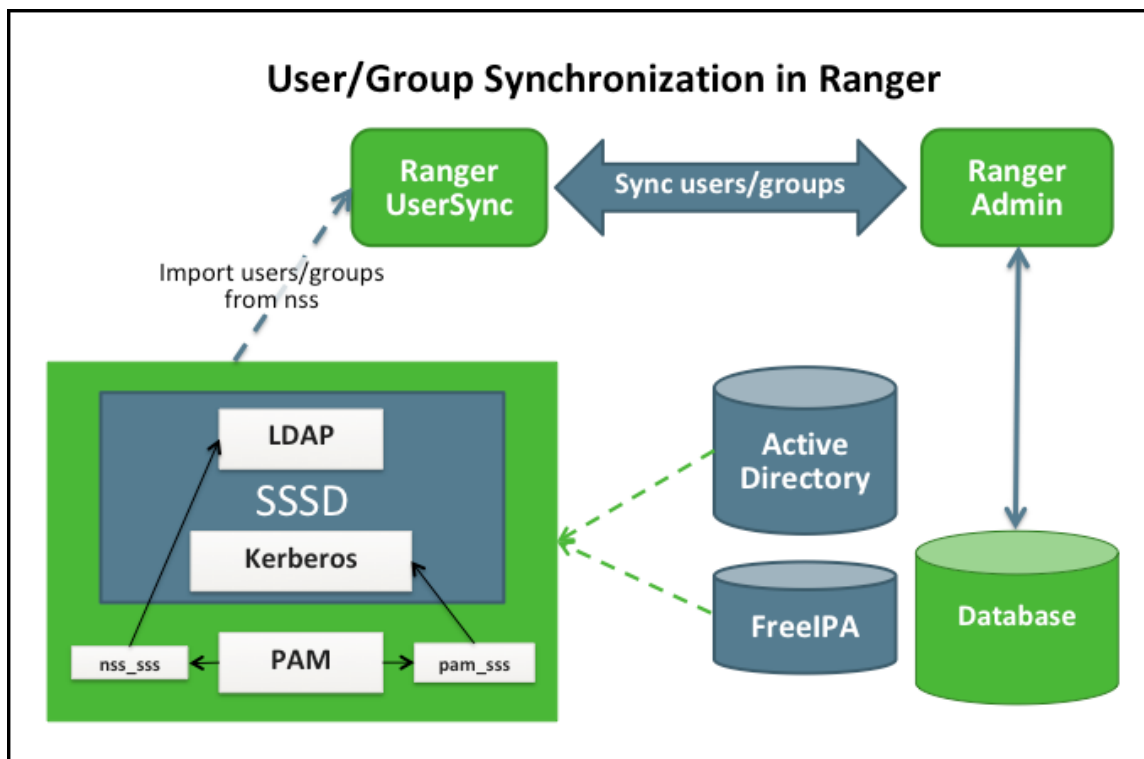 User/Group Synchronization in Ranger
Ranger
UserSync
Sync users/groups
Ranger
Admin
Import users/groups
from nss
LDAP
SSSD
Kerberos
nss_sss
PAM
pam_sss
Active
Directory
FreeIPA
Database